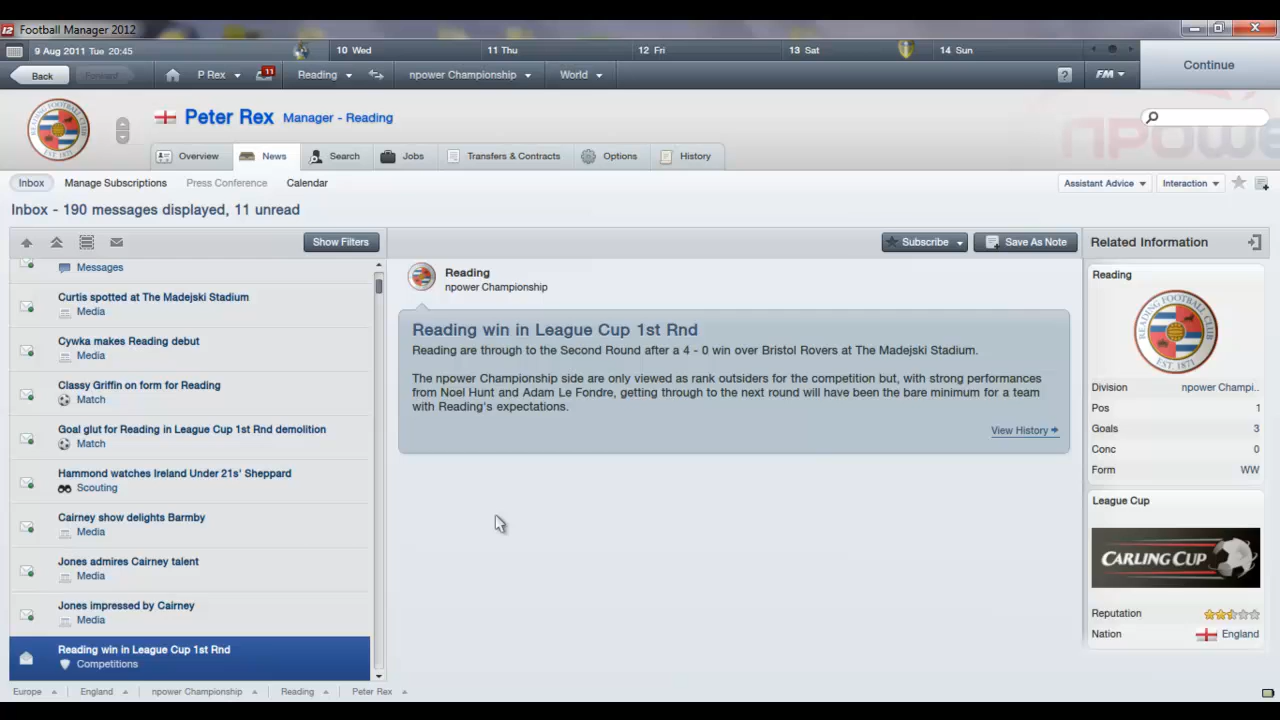 Football Manager 2012
9 Aug 2011 Tue 20:45
10 Wed
11 Thu
12 Fri
13 Sat
14 Sun
Continue
Back
Forward
P Rex
11
Reading
npower Championship
World
?
FM
Peter Rex
Manager - Reading
Overview
News
Search
Jobs
Transfers & Contracts
Options
History
Inbox
Manage Subscriptions
Press Conference
Calendar
Assistant Advice
Interaction
Inbox - 190 messages displayed, 11 unread
Show Filters
Messages
Curtis spotted at The Madejski Stadium
Media
Cywka makes Reading debut
Media
Classy Griffin on form for Reading
Match
Goal glut for Reading in League Cup 1st Rnd demolition
Match
Hammond watches Ireland Under 21s' Sheppard
Scouting
Cairney show delights Barmby
Media
Jones admires Cairney talent
Media
Jones impressed by Cairney
Media
Reading win in League Cup 1st Rnd
Competitions
Subscribe
Save As Note
Reading
npower Championship
Reading win in League Cup 1st Rnd
Reading are through to the Second Round after a 4 - 0 win over Bristol Rovers at The Madejski Stadium.
The npower Championship side are only viewed as rank outsiders for the competition but, with strong performances
from Noel Hunt and Adam Le Fondre, getting through to the next round will have been the bare minimum for a team
with Reading's expectations.
View History
Related Information
Reading
READING FOOTBALL CLUB
EST. 1871
Division npower Champi..
Pos 1
Goals 3
Conc 0
Form WW
League Cup
CARLING CUP
Reputation
Nation England
Europe
England
npower Championship
Reading
Peter Rex